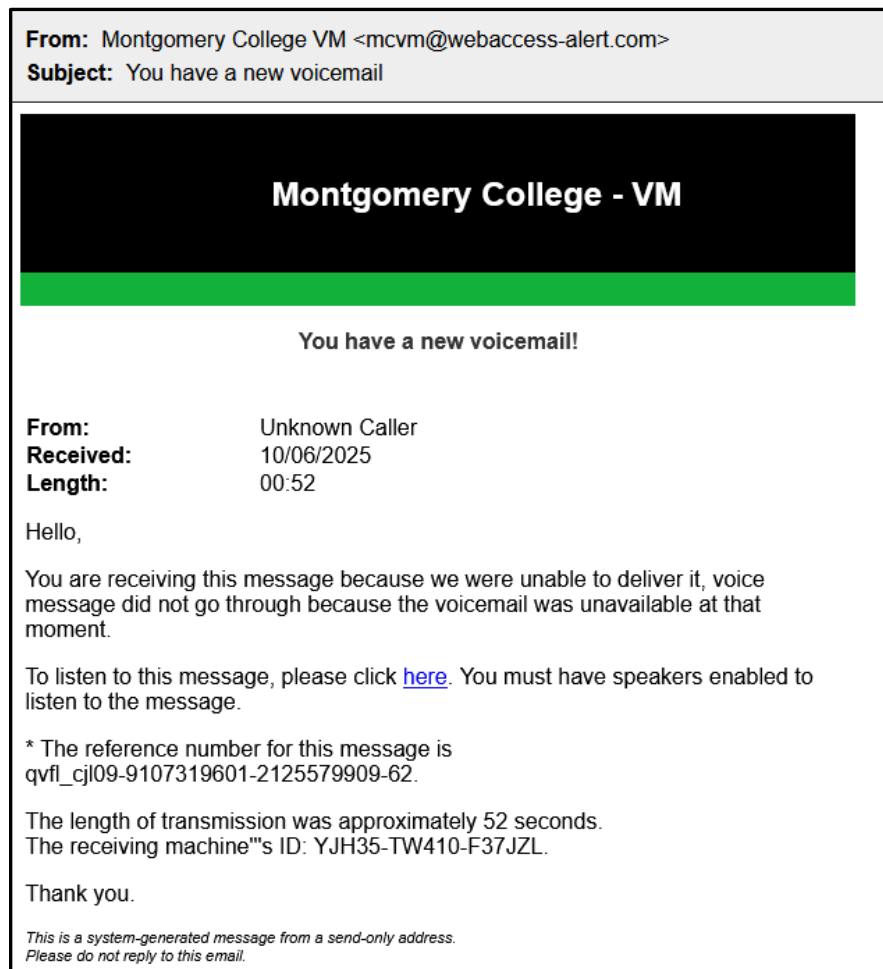 From: Montgomery College VM <mcvm@webaccess-alert.com>
Subject: You have a new voicemail
Montgomery College - VM
You have a new voicemail!
From: Unknown Caller
Received: 10/06/2025
Length: 00:52
Hello,
You are receiving this message because we were unable to deliver it, voice
message did not go through because the voicemail was unavailable at that
moment.
To listen to this message, please click here. You must have speakers enabled to
listen to the message.
* The reference number for this message is
qvfl_cjl09-9107319601-2125579909-62.
The length of transmission was approximately 52 seconds.
The receiving machine'"s ID: YJH35-TW410-F37JZL.
Thank you.
This is a system-generated message from a send-only address.
Please do not reply to this email.